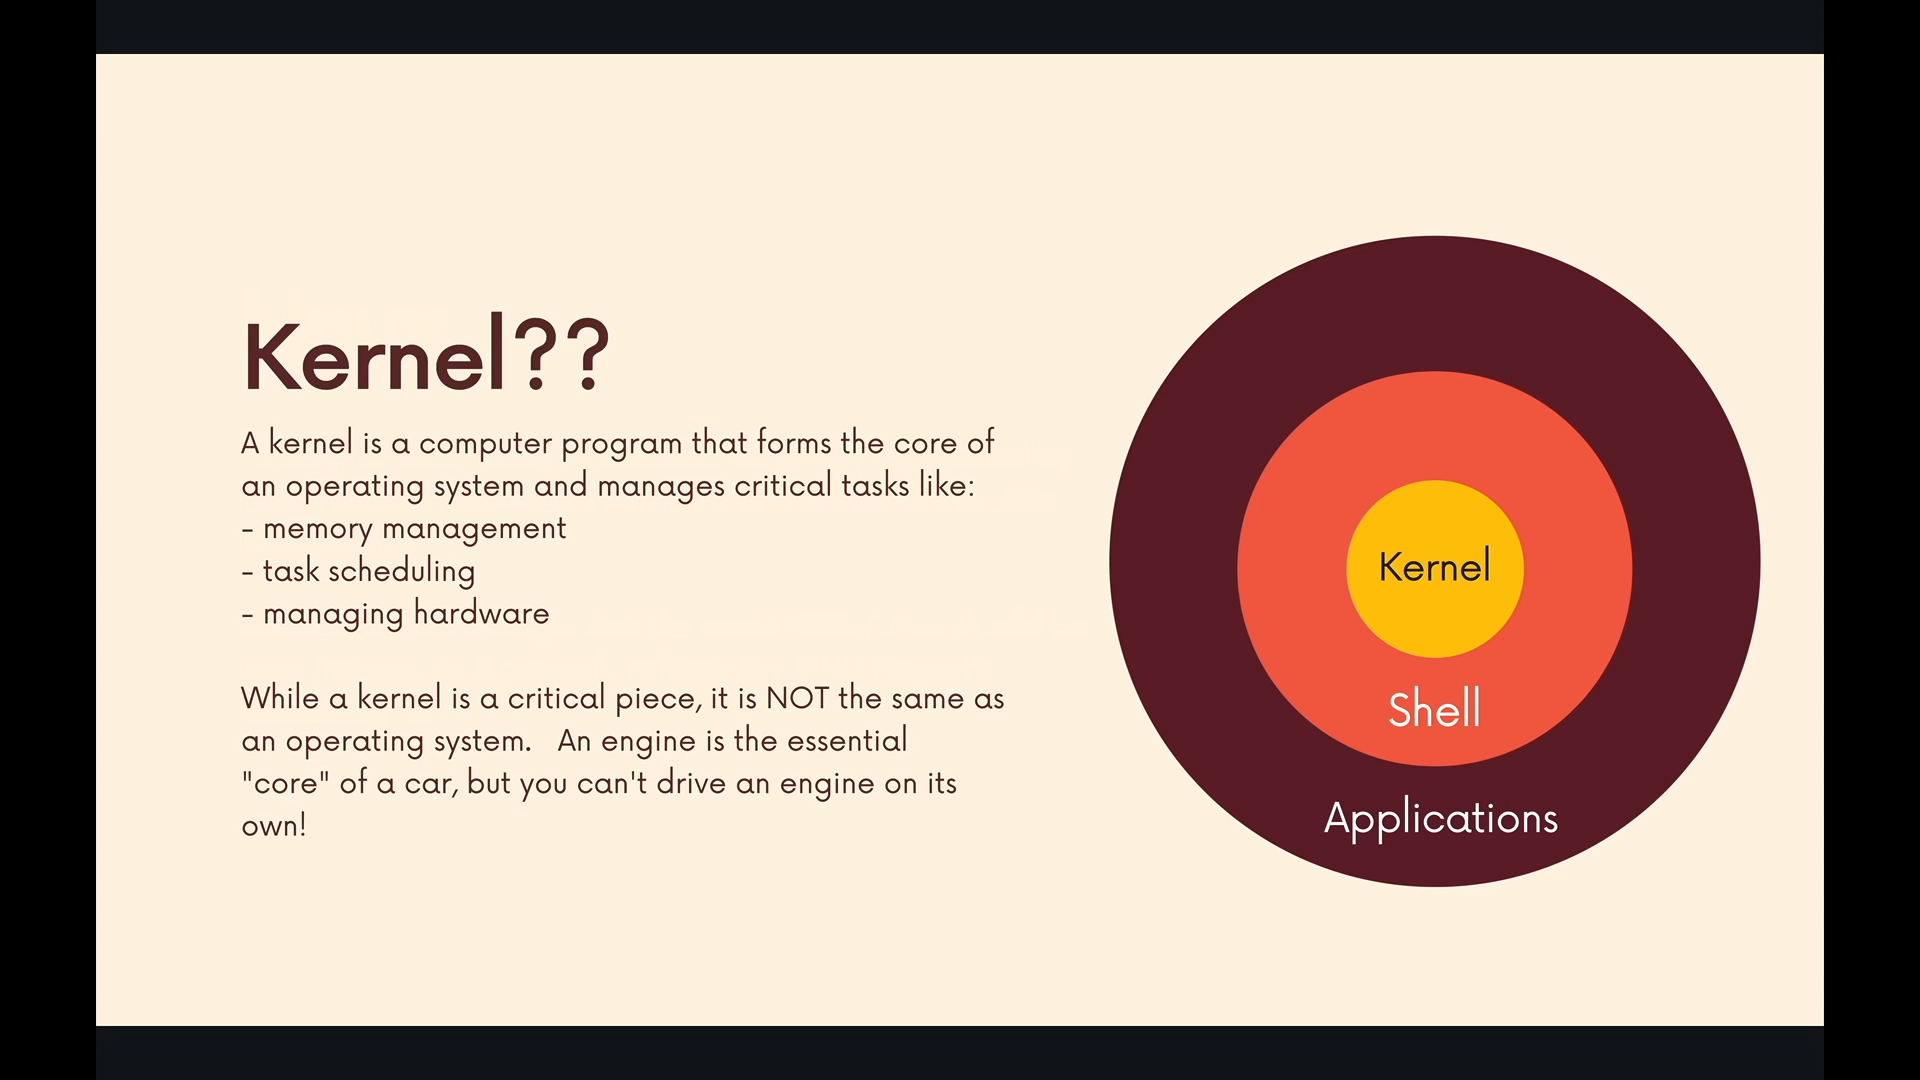 Kernel??
A kernel is a computer program that forms the core of
an operating system and manages critical tasks like:
- memory management
- task scheduling
- managing hardware
While a kernel is a critical piece, it is NOT the same as
an operating system.   An engine is the essential
"core" of a car, but you can't drive an engine on its
own!
Kernel
Shell
Applications